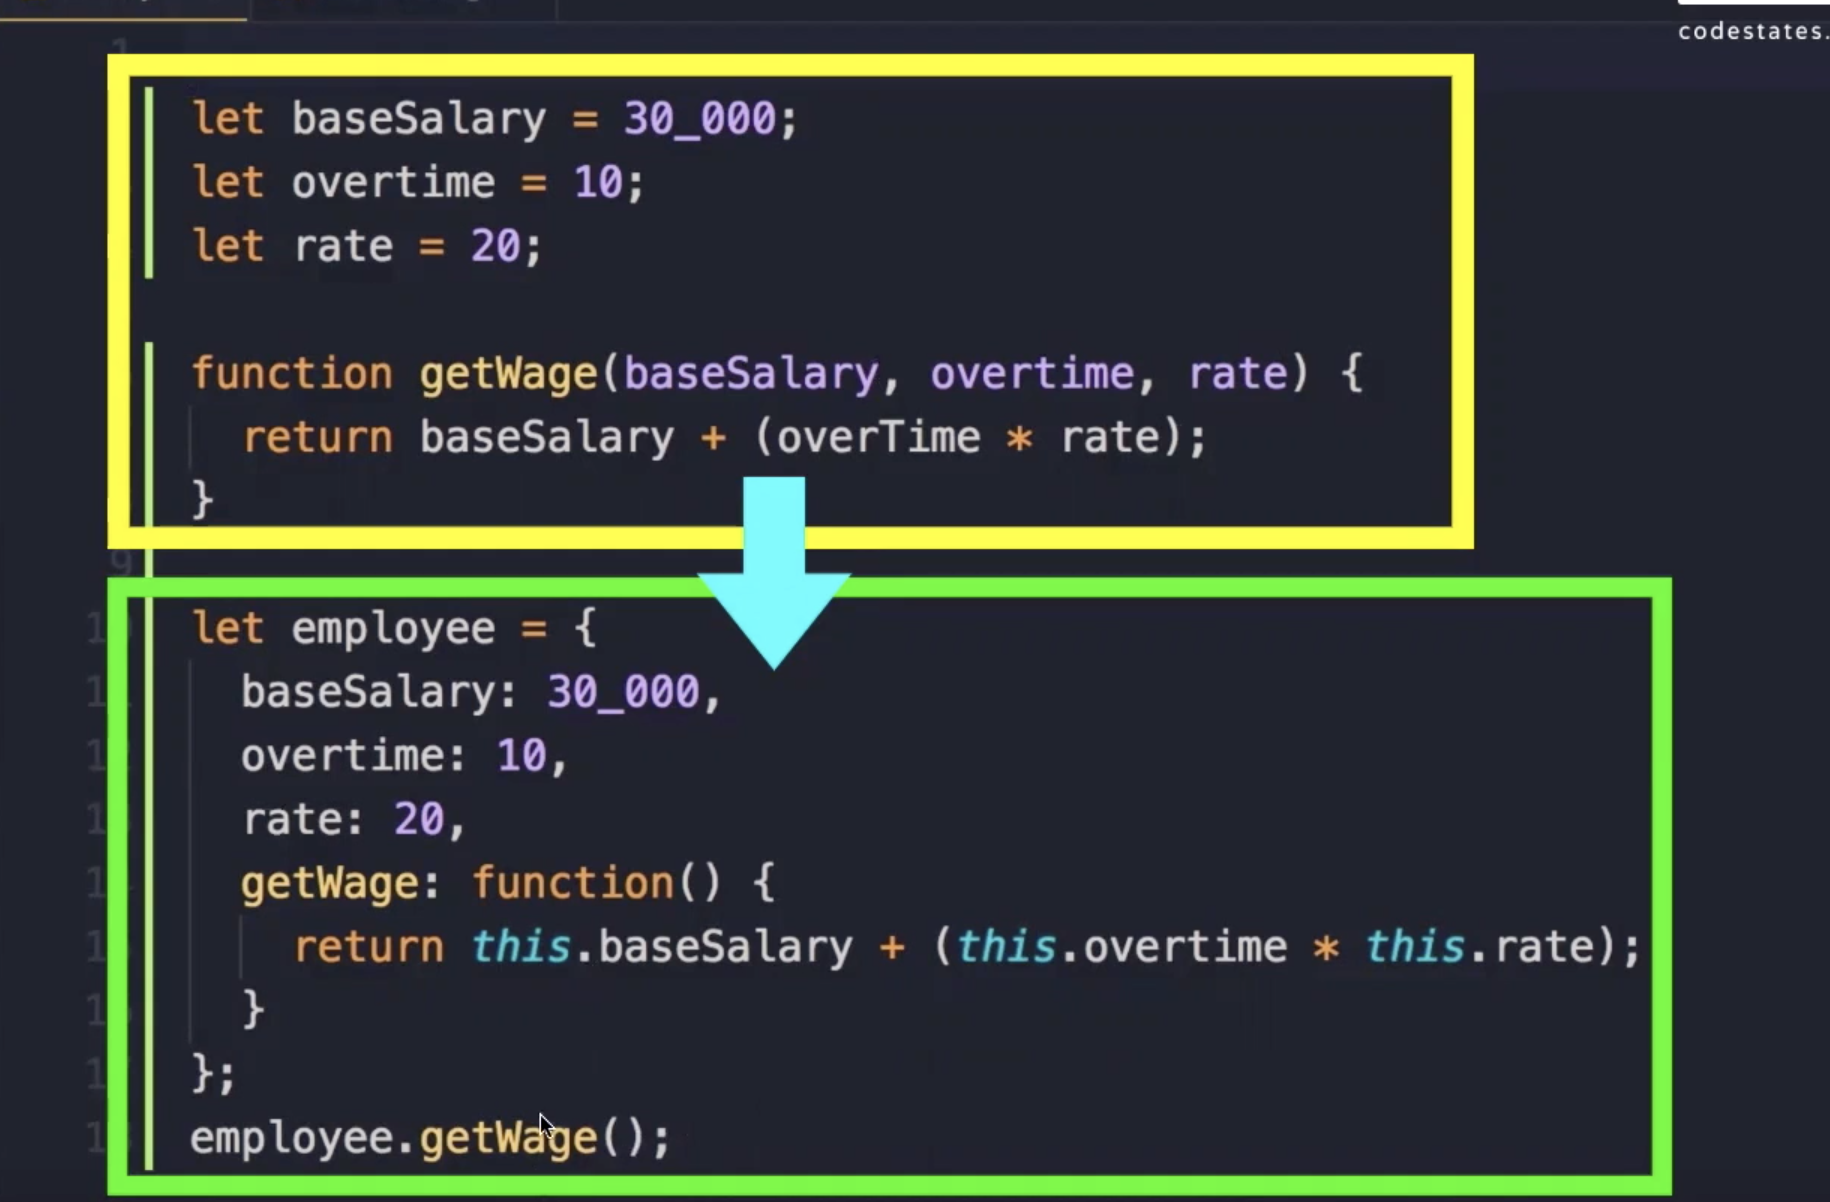 codestates.
1
let baseSalary = 30_000;
let overtime = 10;
let rate = 20;
function getWage(baseSalary, overtime, rate) {
return baseSalary + (overTime * rate);
}
9
let employee = {
baseSalary: 30_000,
overtime: 10,
rate: 20,
getWage: function() {
return this.baseSalary + (this.overtime * this.rate);
}
};
employee.getWage();